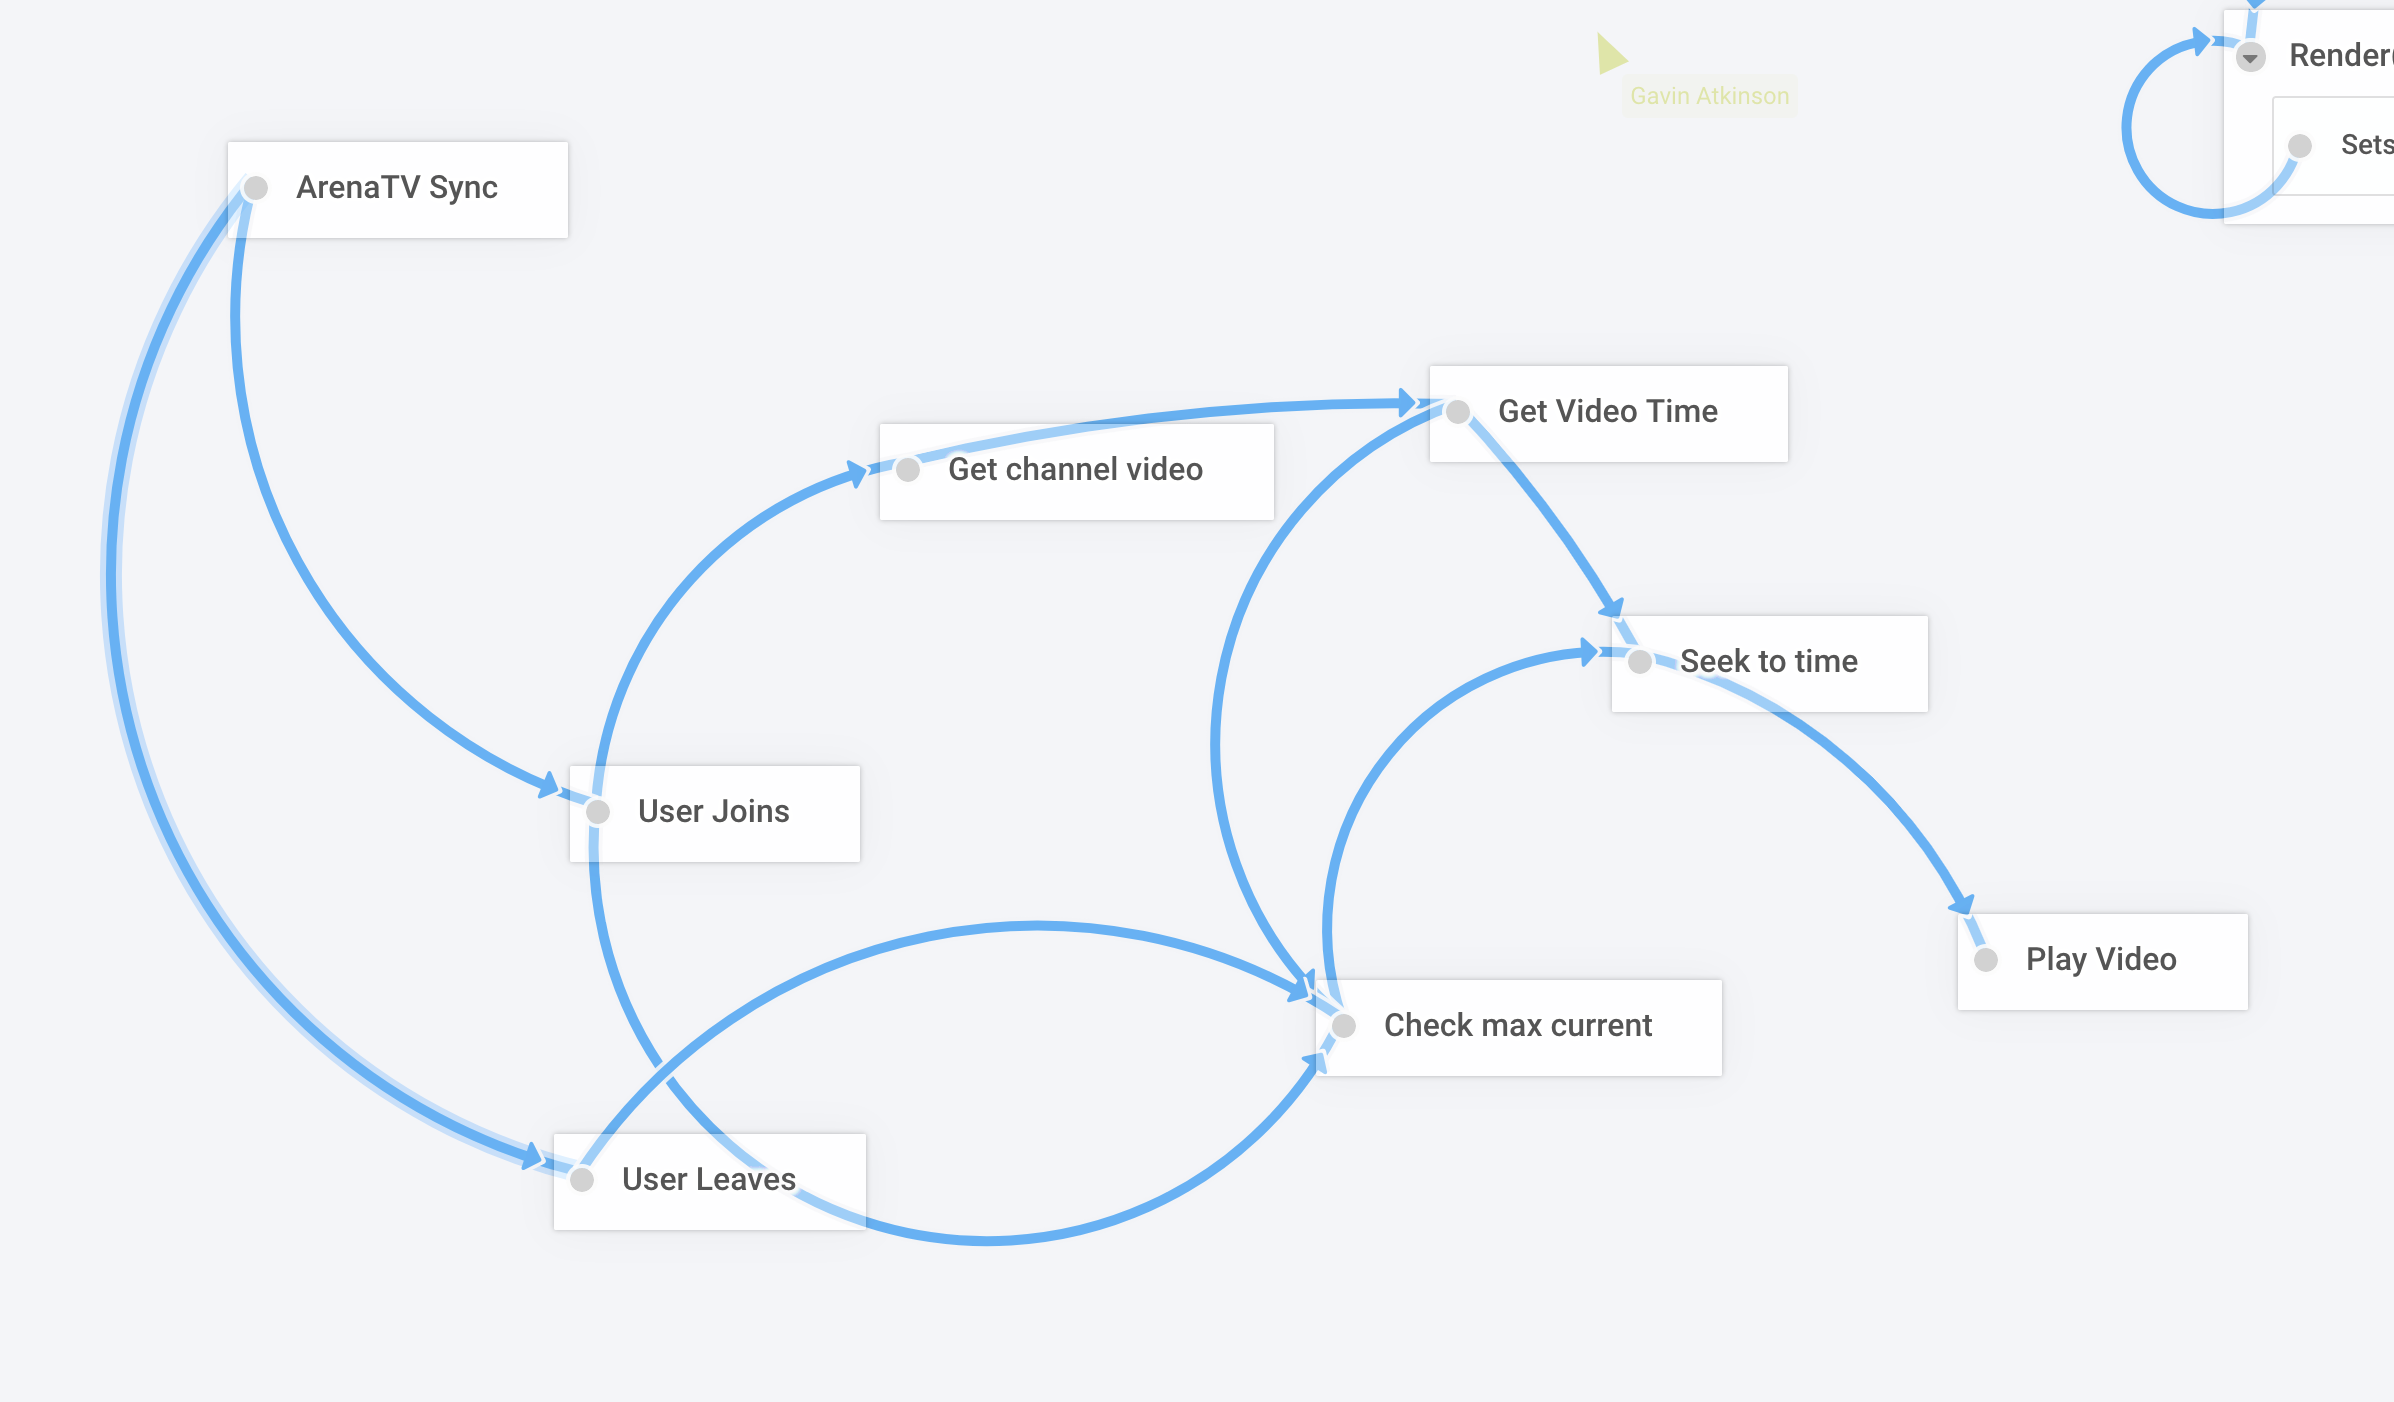 Render
Gavin Atkinson
Sets
ArenaTV Sync
Get Video Time
Get channel video
Seek to time
User Joins
Play Video
Check max current
User Leaves